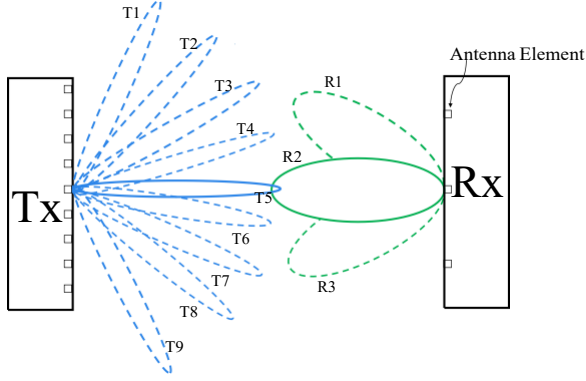 T1
T2
T3
T4
T5
T6
T7
T8
T9
Tx
R1
R2
R3
Rx
Antenna Element